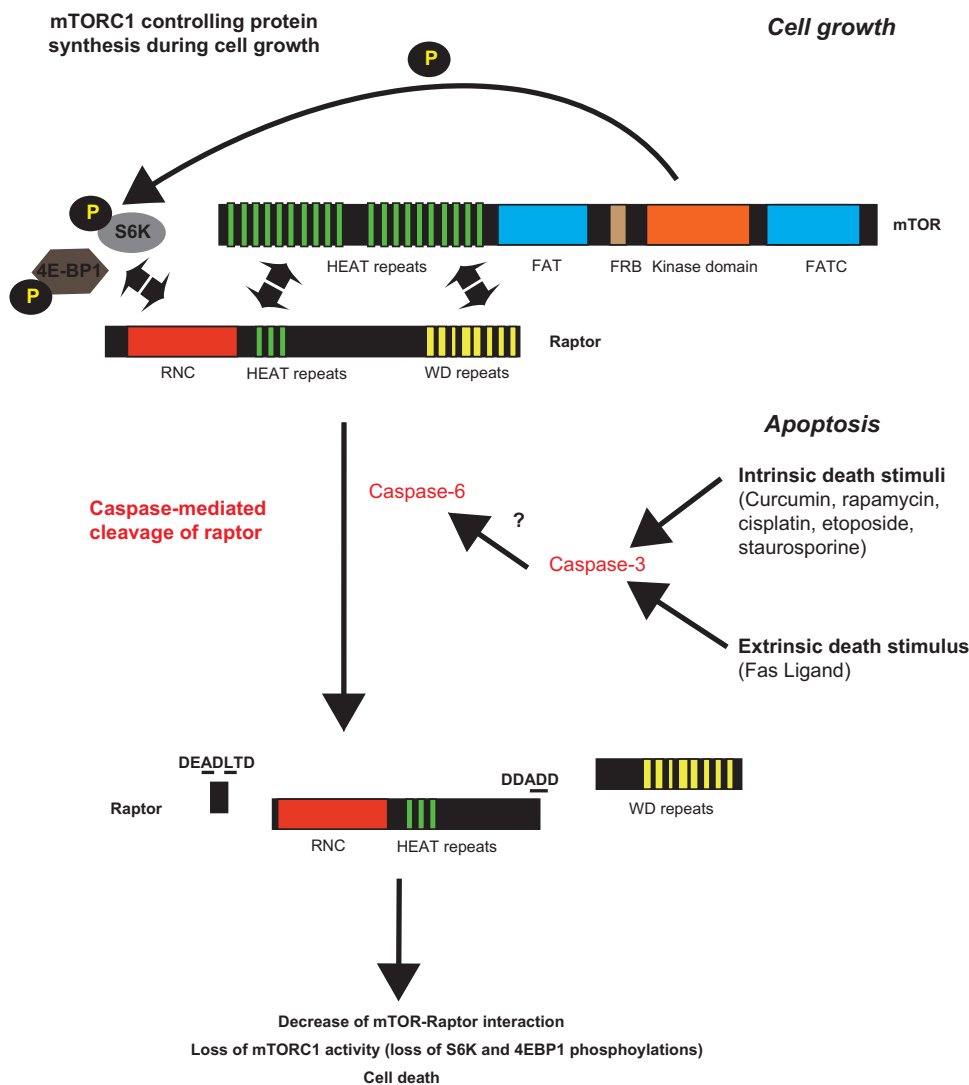 mTORC1 controlling protein
synthesis during cell growth
Cell growth
P
P
S6K
4E-BP1
P
mTOR
HEAT repeats
FAT
FRB
Kinase domain
FATC
Raptor
RNC
HEAT repeats
WD repeats
Apoptosis
Caspase-mediated
cleavage of raptor
Caspase-6
?
Caspase-3
Intrinsic death stimuli
(Curcumin, rapamycin,
cisplatin, etoposide,
staurosporine)
Extrinsic death stimulus
(Fas Ligand)
DEADLTD
DDADD
Raptor
WD repeats
RNC
HEAT repeats
Decrease of mTOR-Raptor interaction
Loss of mTORC1 activity (loss of S6K and 4EBP1 phosphoylations)
Cell death